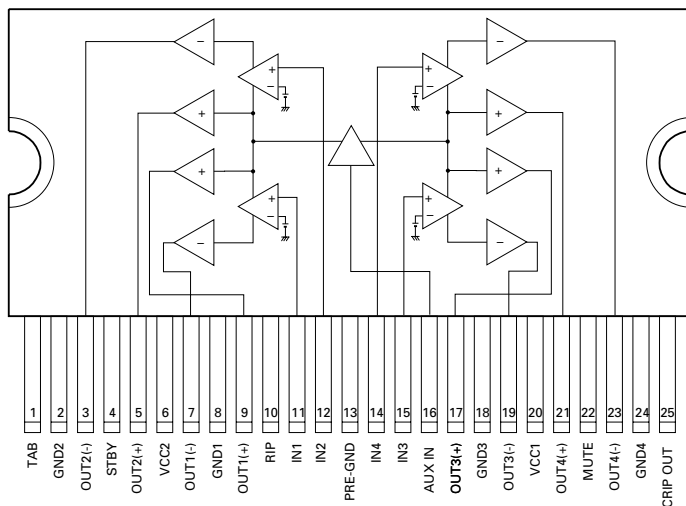 −
−
+
+
+
+
+
−
−
+
+
+
−
−
+
+
−
−
−
−
1 2 3 4 5 6 7 8 9 10 11 12 13 14 15 16 17 18 19 20 21 22 23 24 25
TAB
GND2
OUT2(-)
STBY
OUT2(+)
VCC2
OUT1(-)
GND1
OUT1(+)
RIP
IN1
IN2
PRE-GND
IN4
IN3
AUX IN
OUT3(+)
GND3
OUT3(-)
VCC1
OUT4(+)
MUTE
OUT4(-)
GND4
CRIP OUT